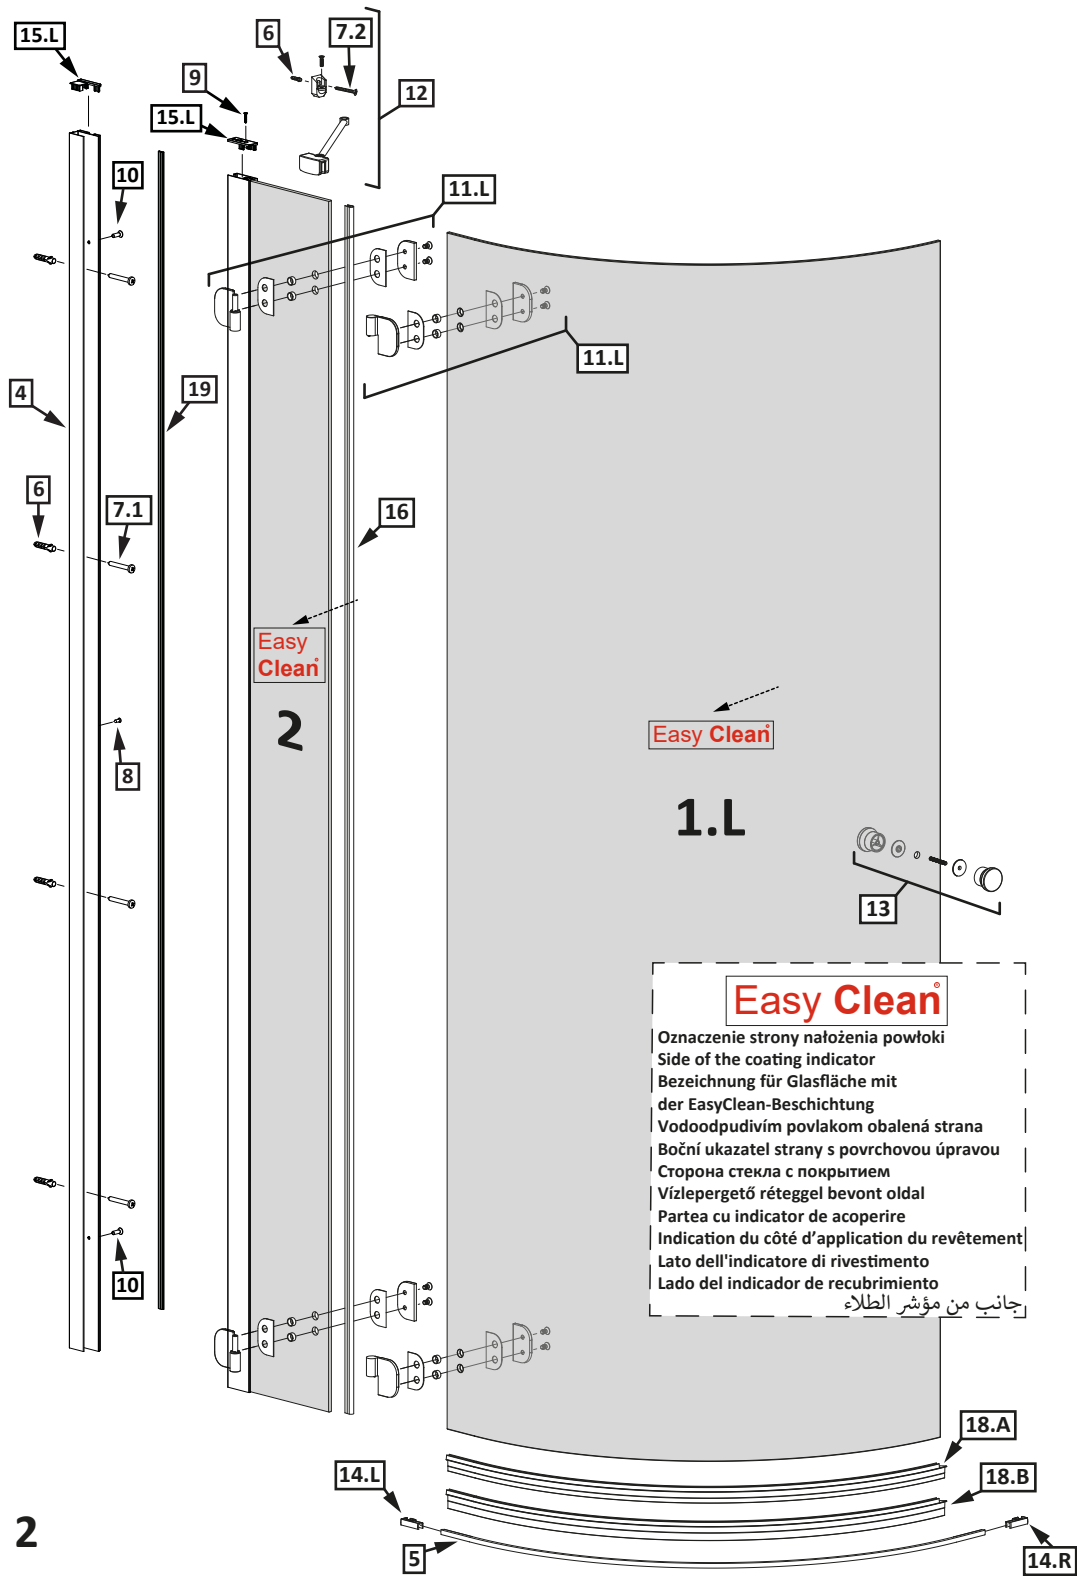 15.L
6
7.2
9
12
15.L
10
11.L
11.L
4
19
6
7.1
16
Easy
Clean®
2
Easy Clean®
8
1.L
13
Easy Clean®
Oznaczenie strony nałożenia powłoki
Side of the coating indicator
Bezeichnung für Glasfläche mit
der EasyClean-Beschichtung
Vodoodpudivím povlakom obalená strana
Boční ukazatel strany s povrchovou úpravou
Сторона стекла с покрытием
Vízlepergető réteggel bevont oldal
Partea cu indicator de acoperire
Indication du côté d’application du revêtement
Lato dell'indicatore di rivestimento
Lado del indicador de recubrimiento
جانب من مؤشر الطلاء
10
18.A
14.L
18.B
5
14.R
2